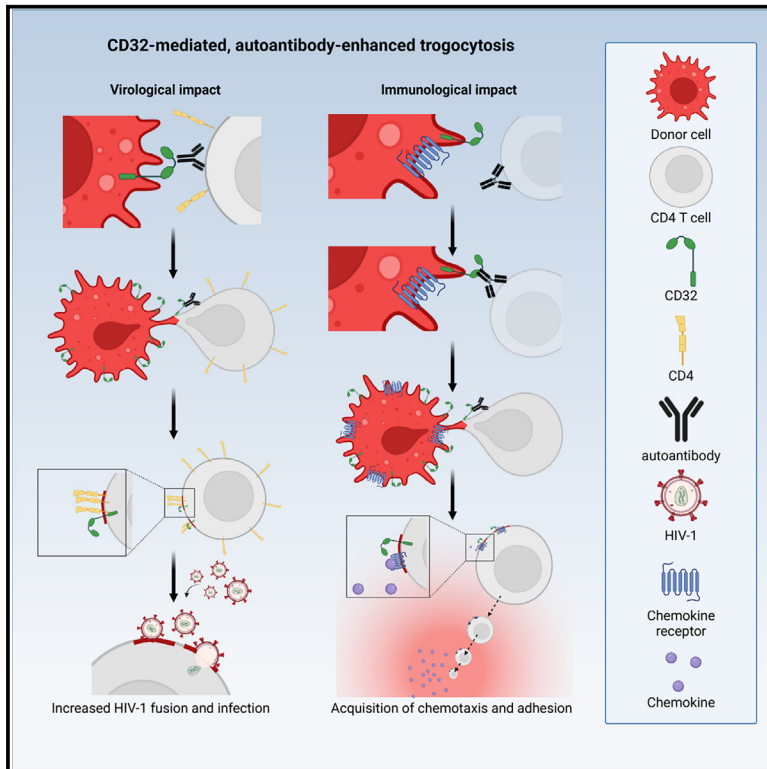 CD32-mediated, autoantibody-enhanced trogocytosis
Virological impact
Immunological impact
Increased HIV-1 fusion and infection
Acquisition of chemotaxis and adhesion
Donor cell
CD4 T cell
CD32
CD4
autoantibody
HIV-1
Chemokine
receptor
Chemokine